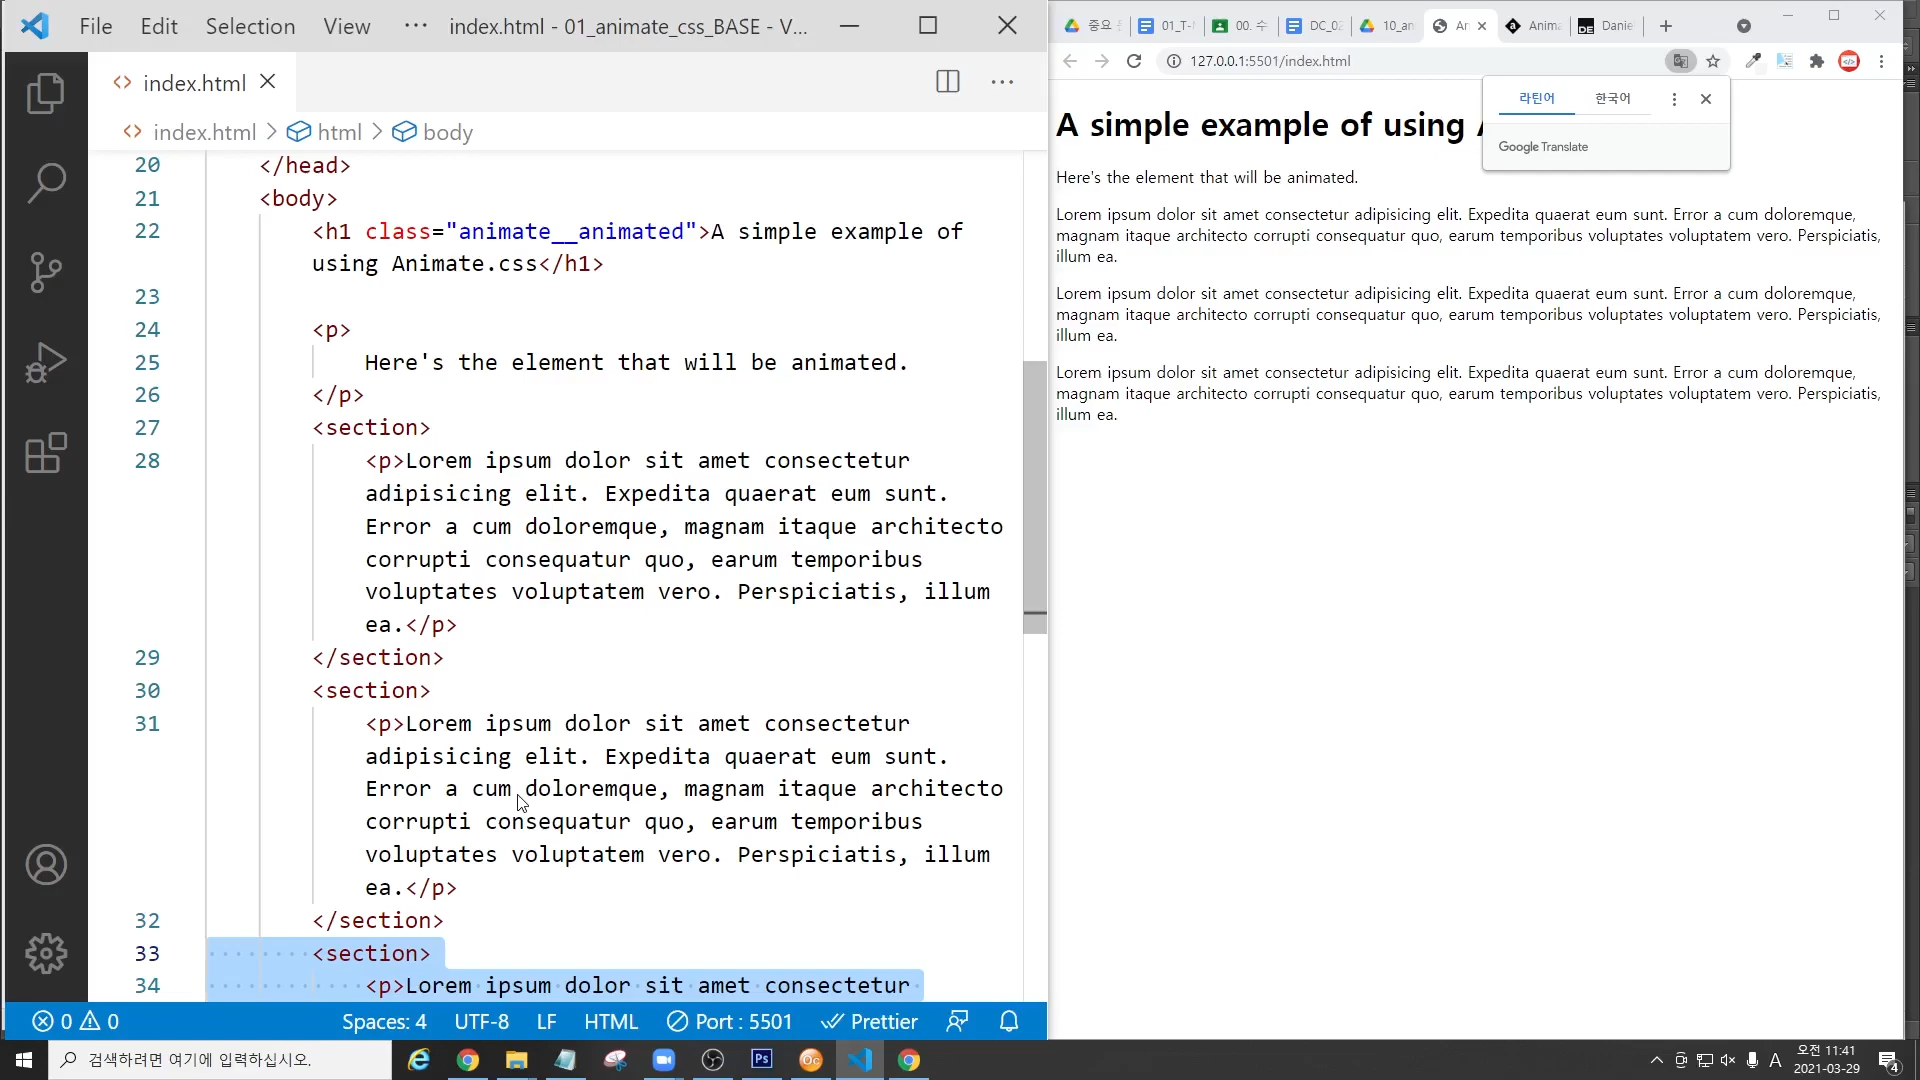 File Edit Selection View ··· index.html - 01_animate_css_BASE - V...
index.html
index.html > html > body
20 </head>
21 <body>
22 <h1 class="animate__animated">A simple example of
using Animate.css</h1>
23
24 <p>
25 Here's the element that will be animated.
26 </p>
27 <section>
28 <p>Lorem ipsum dolor sit amet consectetur
adipisicing elit. Expedita quaerat eum sunt.
Error a cum doloremque, magnam itaque architecto
corrupti consequatur quo, earum temporibus
voluptates voluptatem vero. Perspiciatis, illum
ea.</p>
29 </section>
30 <section>
31 <p>Lorem ipsum dolor sit amet consectetur
adipisicing elit. Expedita quaerat eum sunt.
Error a cum doloremque, magnam itaque architecto
corrupti consequatur quo, earum temporibus
voluptates voluptatem vero. Perspiciatis, illum
ea.</p>
32 </section>
33 <section>
34 <p>Lorem ipsum dolor sit amet consectetur
0 0 Spaces: 4 UTF-8 LF HTML Port : 5501 Prettier
중요 01_T- 00. 수 DC_02 10_an Ar Anima Danie
127.0.0.1:5501/index.html
라틴어 한국어
Google Translate
A simple example of using
Here's the element that will be animated.
Lorem ipsum dolor sit amet consectetur adipisicing elit. Expedita quaerat eum sunt. Error a cum doloremque,
magnam itaque architecto corrupti consequatur quo, earum temporibus voluptates voluptatem vero. Perspiciatis,
illum ea.
Lorem ipsum dolor sit amet consectetur adipisicing elit. Expedita quaerat eum sunt. Error a cum doloremque,
magnam itaque architecto corrupti consequatur quo, earum temporibus voluptates voluptatem vero. Perspiciatis,
illum ea.
Lorem ipsum dolor sit amet consectetur adipisicing elit. Expedita quaerat eum sunt. Error a cum doloremque,
magnam itaque architecto corrupti consequatur quo, earum temporibus voluptates voluptatem vero. Perspiciatis,
illum ea.
검색하려면 여기에 입력하십시오.
Ps
A 오전 11:41
2021-03-29
4